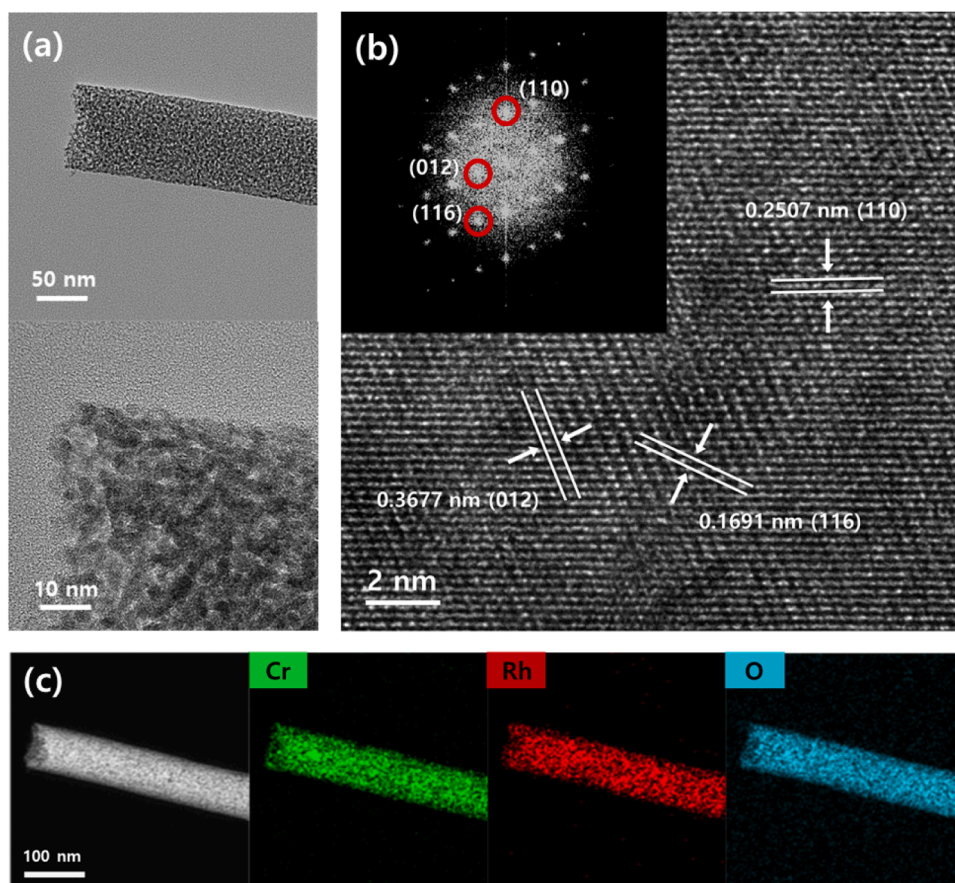 (a)
50 nm
10 nm
(b)
(110)
(012)
(116)
0.2507 nm (110)
0.3677 nm (012)
0.1691 nm (116)
2 nm
(c)
Cr
Rh
O
100 nm